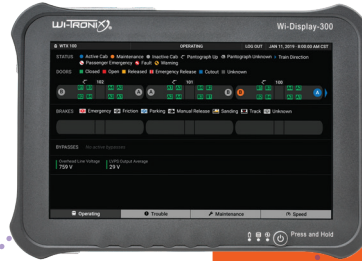 Wi-TRONIX
Wi-Display-300
WTX 100 OPERATING LOG OUT JAN 11, 2019 - 6:00:00 AM CST
STATUS Active Cab Maintenance Inactive Cab Pantograph Up Pantograph Unknown Train Direction
Passenger Emergency Fault Warning
DOORS Closed Open Released Emergency Release Cutout Unknown
102 101 100
B A A B B A
BRAKES Emergency Friction Parking Manual Release Sanding Track Unknown
BYPASSES No active bypasses
Overhead Line Voltage LVPS Output Average
759 V 29 V
Operating Trouble Maintenance Speed
Press and Hold